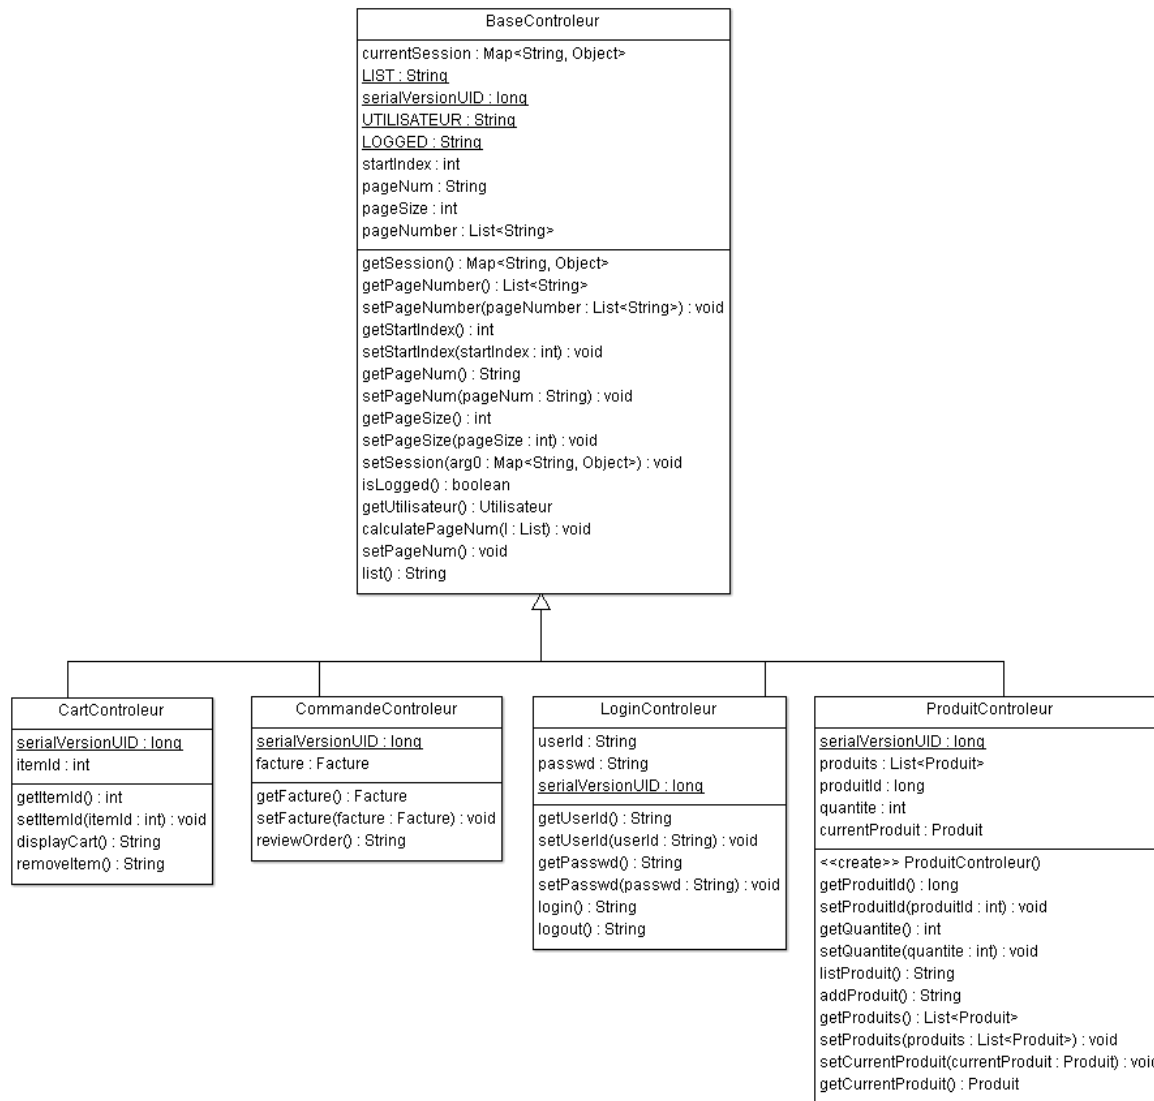 BaseControleur
currentSession : Map<String, Object>
LIST : String
serialVersionUID : long
UTILISATEUR : String
LOGGED : String
startIndex : int
pageNum : String
pageSize : int
pageNumber : List<String>
getSession() : Map<String, Object>
getPageNumber() : List<String>
setPageNumber(pageNumber : List<String>) : void
getStartIndex() : int
setStartIndex(startIndex : int) : void
getPageNum() : String
setPageNum(pageNum : String) : void
getPageSize() : int
setPageSize(pageSize : int) : void
setSession(arg0 : Map<String, Object>) : void
isLogged() : boolean
getUtilisateur() : Utilisateur
calculatePageNum(l : List) : void
setPageNum() : void
list() : String
CartControleur
serialVersionUID : long
itemId : int
getItemId() : int
setItemId(itemId : int) : void
displayCart() : String
removeItem() : String
CommandeControleur
serialVersionUID : long
facture : Facture
getFacture() : Facture
setFacture(facture : Facture) : void
reviewOrder() : String
LoginControleur
userId : String
passwd : String
serialVersionUID : long
getUserId() : String
setUserId(userId : String) : void
getPasswd() : String
setPasswd(passwd : String) : void
login() : String
logout() : String
ProduitControleur
serialVersionUID : long
produits : List<Produit>
produitId : long
quantite : int
currentProduit : Produit
<<create>> ProduitControleur()
getProduitId() : long
setProduitId(produitId : int) : void
getQuantite() : int
setQuantite(quantite : int) : void
listProduit() : String
addProduit() : String
getProduits() : List<Produit>
setProduits(produits : List<Produit>) : void
setCurrentProduit(currentProduit : Produit) : void
getCurrentProduit() : Produit